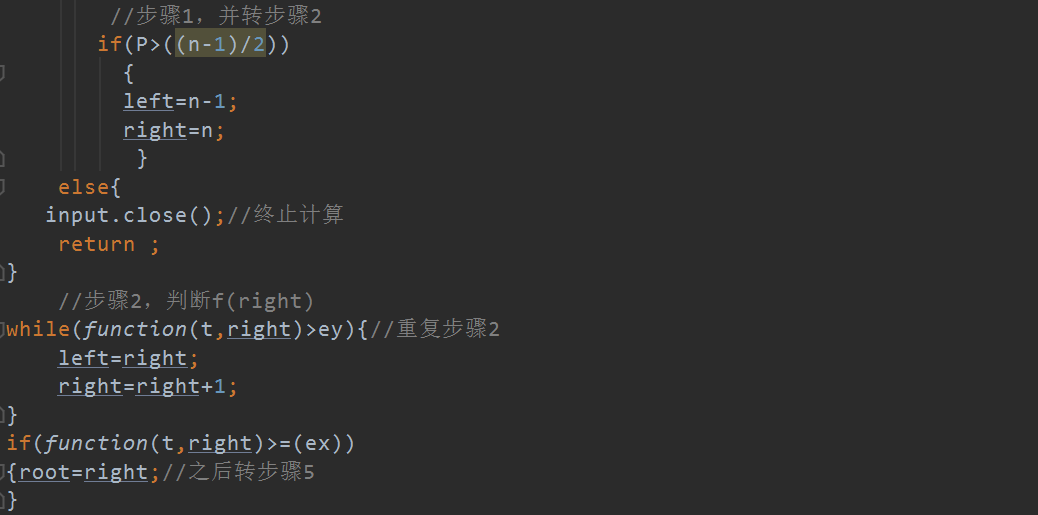 //步骤1，并转步骤2
if(P>((n-1)/2))
{
left=n-1;
right=n;
}
else{
input.close();//终止计算
return ;
}
//步骤2，判断f(right)
while(function(t,right)>ey){//重复步骤2
left=right;
right=right+1;
}
if(function(t,right)>=(ex))
{root=right;//之后转步骤5
}